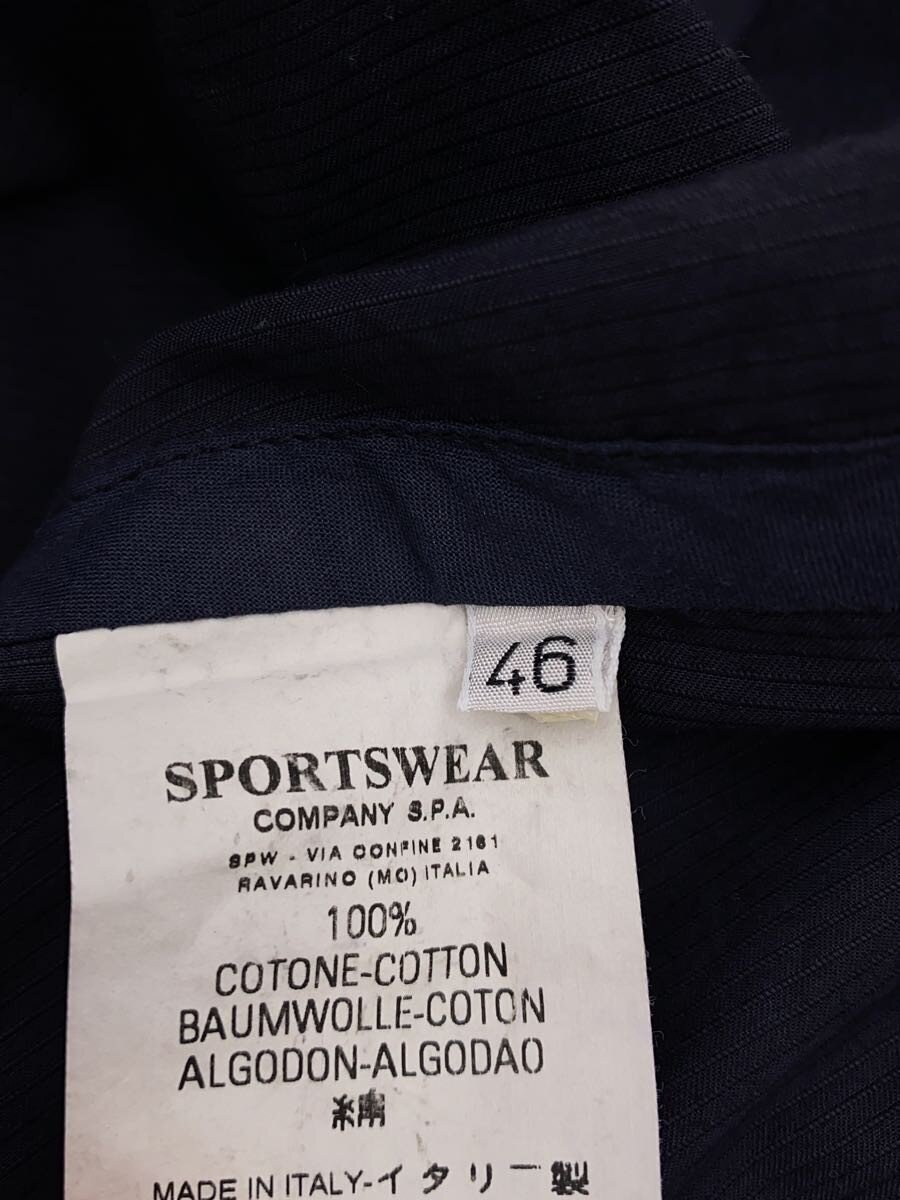 46
SPORTSWEAR
COMPANY S.P.A.
SPW - VIA CONFINE 2161
RAVARINO (MO) ITALIA
100%
COTONE-COTTON
BAUMWOLLE-COTON
ALGODON-ALGODAO
綿
MADE IN ITALY-イタリー製